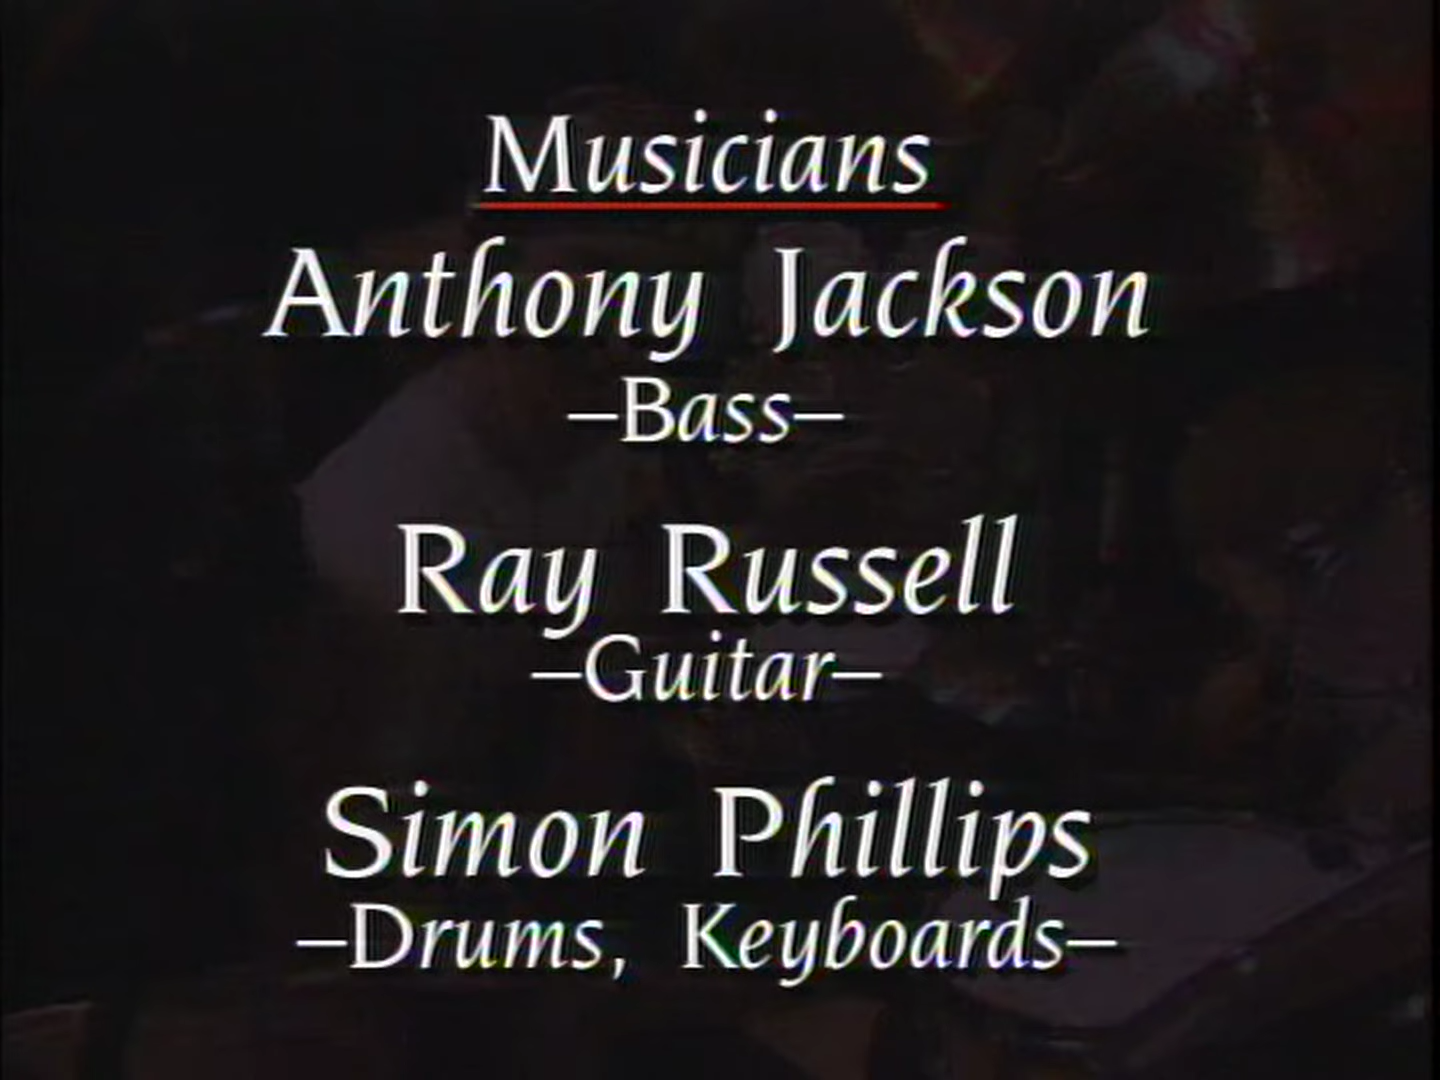 Musicians
Anthony Jackson
–Bass–
Ray Russell
–Guitar–
Simon Phillips
–Drums, Keyboards–